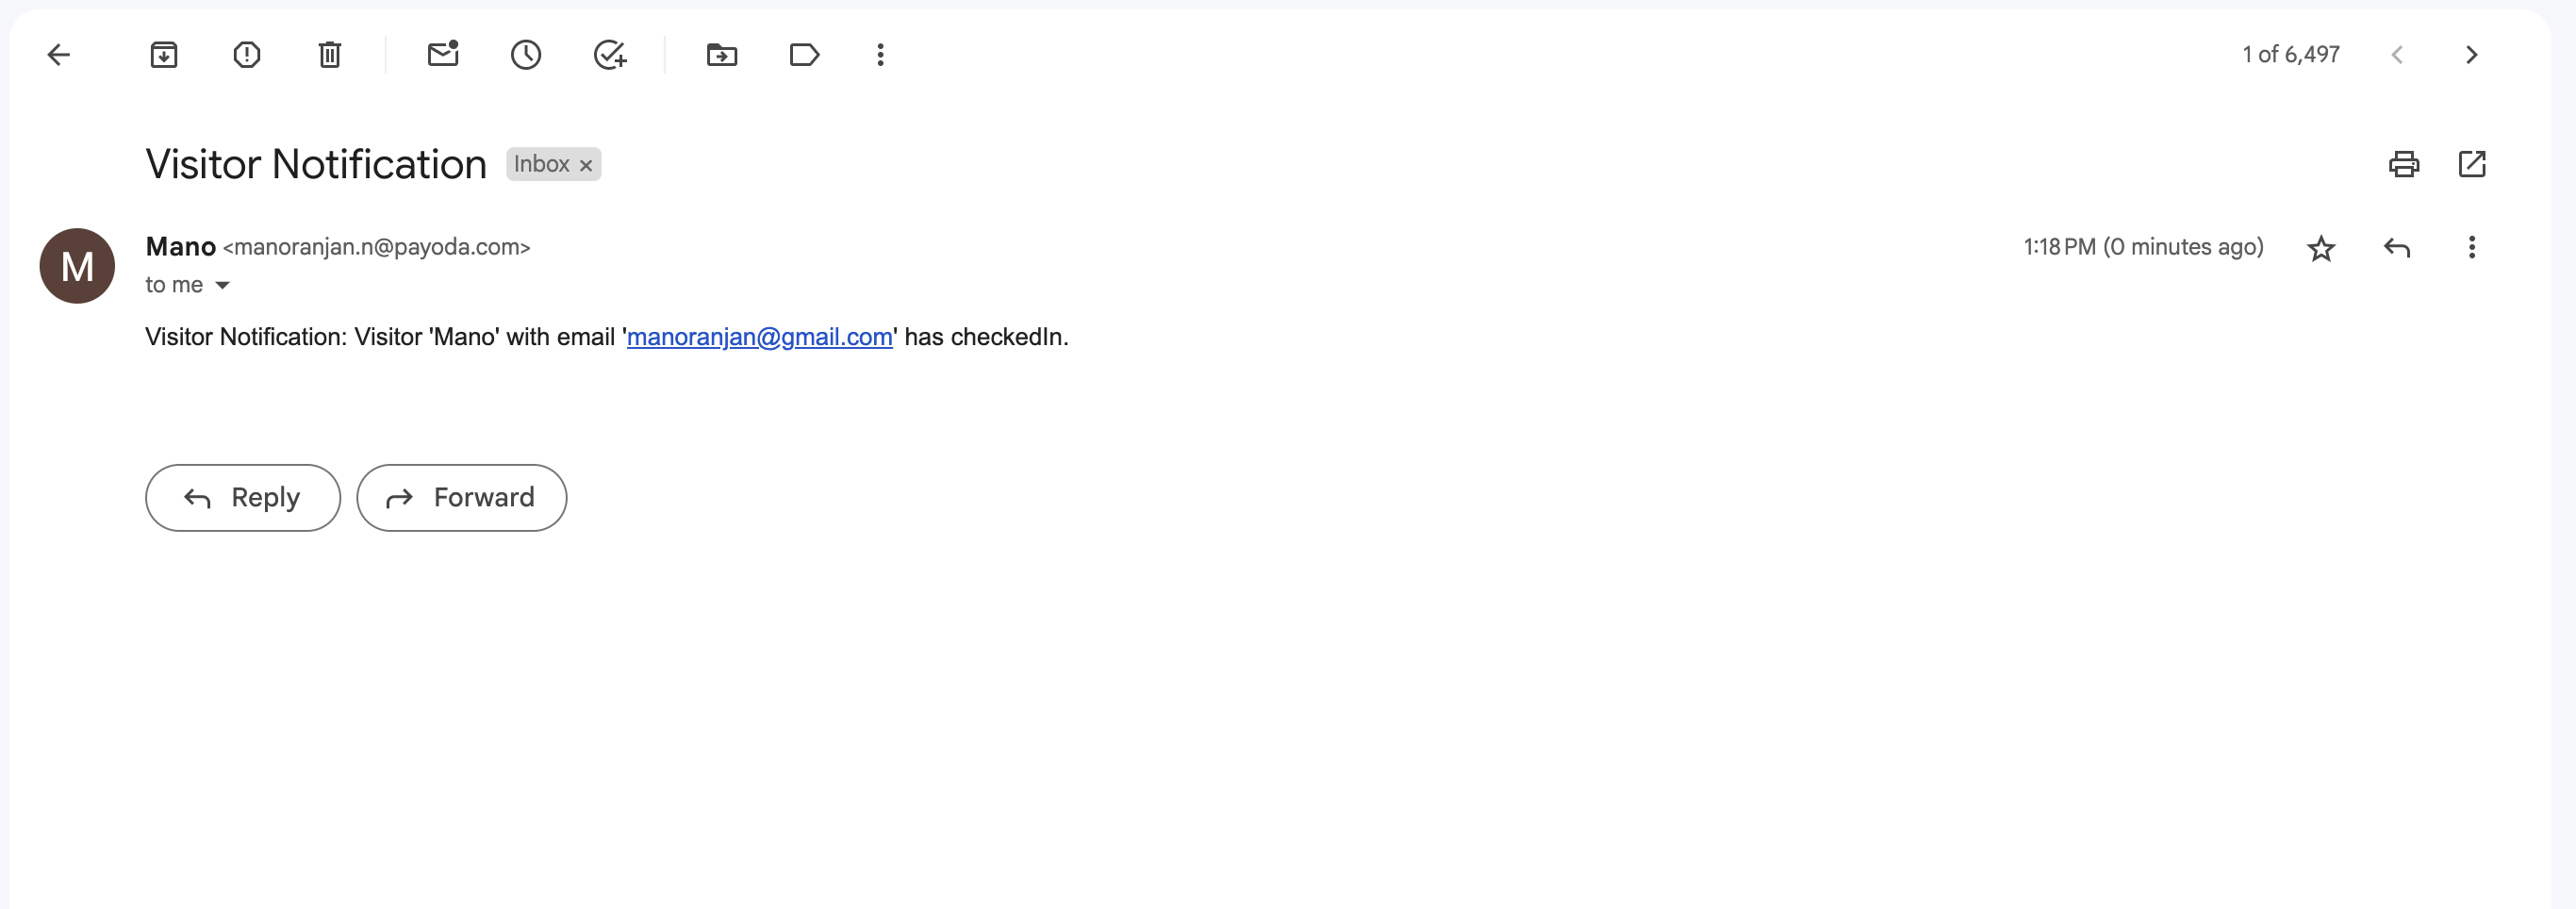 1 of 6,497
Visitor Notification Inbox x
M
Mano <manoranjan.n@payoda.com>
1:18 PM (0 minutes ago)
to me
Visitor Notification: Visitor 'Mano' with email 'manoranjan@gmail.com' has checkedIn.
Reply
Forward